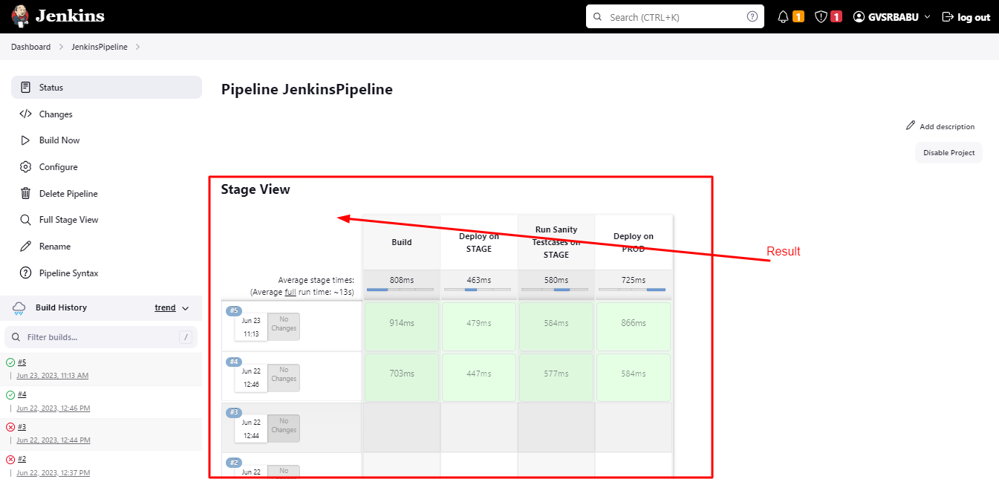 Jenkins
Search (CTRL+K)
?
1
1
GVSRBABU
log out
Dashboard
JenkinsPipeline
Status
Changes
Build Now
Configure
Delete Pipeline
Full Stage View
Rename
Pipeline Syntax
Build History
trend
Filter builds...
/
#5
Jun 23, 2023, 11:13 AM
#4
Jun 22, 2023, 12:46 PM
#3
Jun 22, 2023, 12:44 PM
#2
Jun 22, 2023, 12:37 PM
Pipeline JenkinsPipeline
Add description
Disable Project
Stage View
Build
Deploy on
STAGE
Run Sanity
Testcases on
STAGE
Deploy on
PROD
Average stage times:
(Average full run time: ~13s)
808ms
463ms
580ms
725ms
#5
Jun 23
11:13
No
Changes
914ms
479ms
584ms
866ms
#4
Jun 22
12:46
No
Changes
703ms
447ms
577ms
584ms
#3
Jun 22
12:44
No
Changes
#2
Jun 22
No
Result